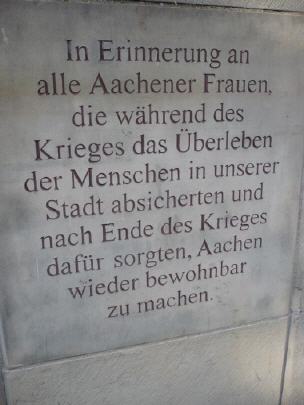 In Erinnerung an
alle Aachener Frauen,
die während des
Krieges das Überleben
der Menschen in unserer
Stadt absicherten und
nach Ende des Krieges
dafür sorgten, Aachen
wieder bewohnbar
zu machen.